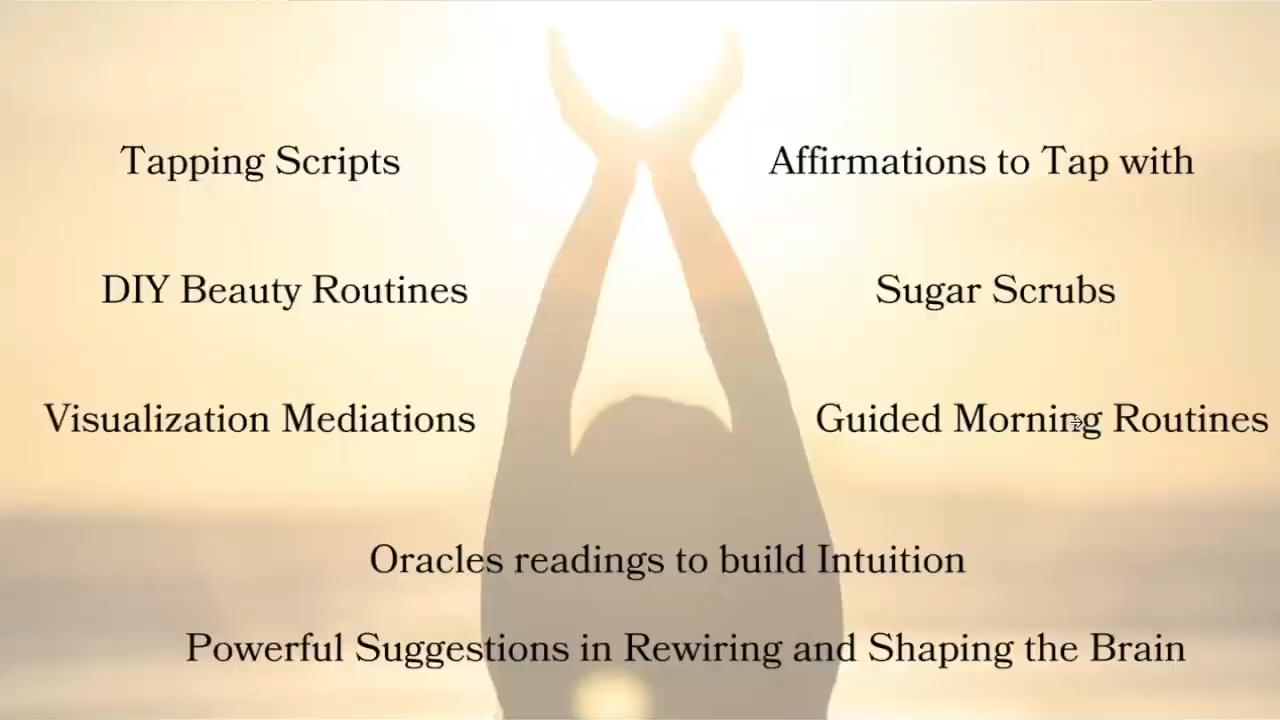 Tapping Scripts
Affirmations to Tap with
DIY Beauty Routines
Sugar Scrubs
Visualization Mediations
Guided Morning Routines
Oracles readings to build Intuition
Powerful Suggestions in Rewiring and Shaping the Brain